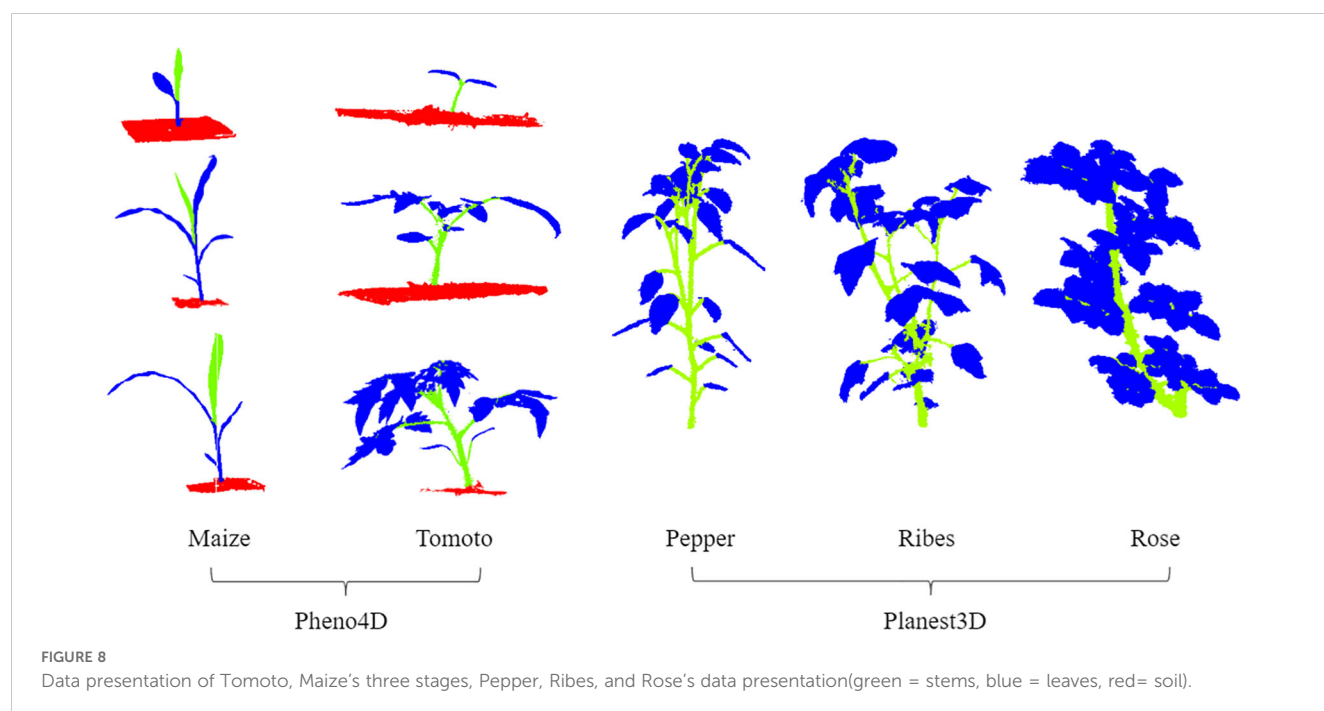 Maize Tomoto Pepper Ribes Rose
Pheno4D Planest3D
FIGURE 8
Data presentation of Tomoto, Maize's three stages, Pepper, Ribes, and Rose's data presentation(green = stems, blue = leaves, red= soil).